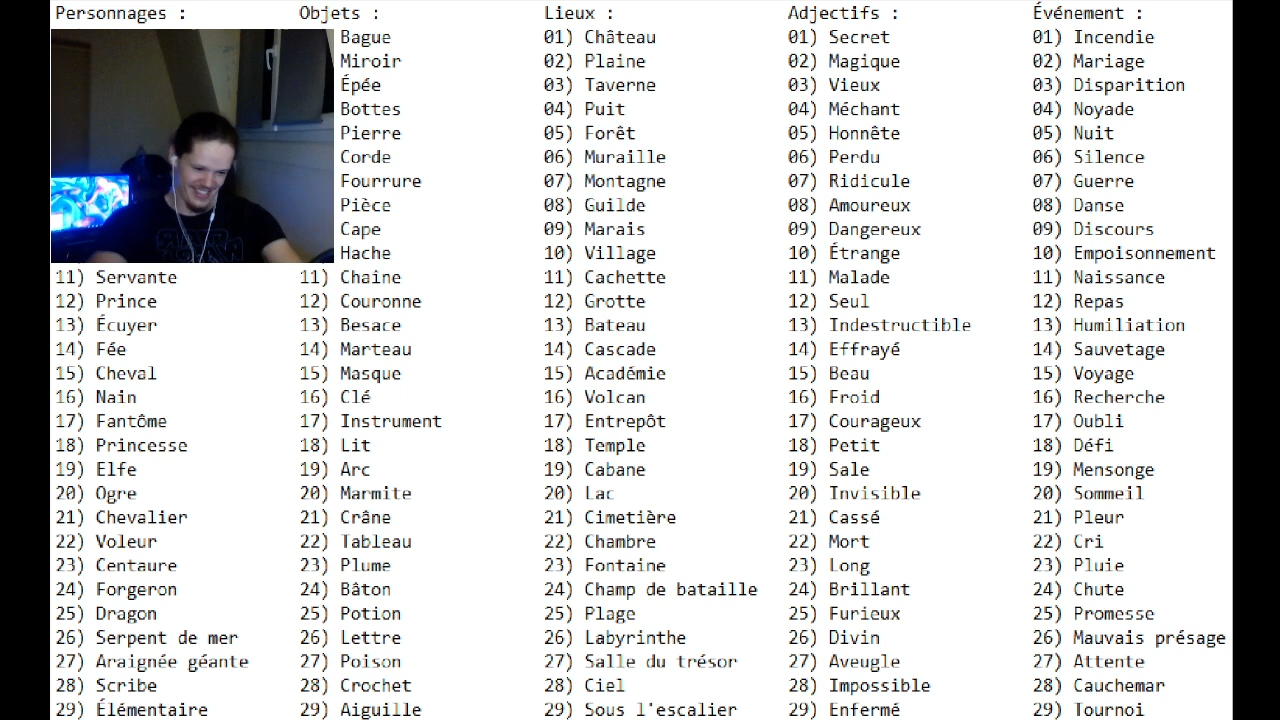 Personnages : Objets : Lieux : Adjectifs : Événement :
Bague 01) Château 01) Secret 01) Incendie
Miroir 02) Plaine 02) Magique 02) Mariage
Épée 03) Taverne 03) Vieux 03) Disparition
Bottes 04) Puit 04) Méchant 04) Noyade
Pierre 05) Forêt 05) Honnête 05) Nuit
Corde 06) Muraille 06) Perdu 06) Silence
Fourrure 07) Montagne 07) Ridicule 07) Guerre
Pièce 08) Guilde 08) Amoureux 08) Danse
Cape 09) Marais 09) Dangereux 09) Discours
Hache 10) Village 10) Étrange 10) Empoisonnement
11) Servante 11) Chaine 11) Cachette 11) Malade 11) Naissance
12) Prince 12) Couronne 12) Grotte 12) Seul 12) Repas
13) Écuyer 13) Besace 13) Bateau 13) Indestructible 13) Humiliation
14) Fée 14) Marteau 14) Cascade 14) Effrayé 14) Sauvetage
15) Cheval 15) Masque 15) Académie 15) Beau 15) Voyage
16) Nain 16) Clé 16) Volcan 16) Froid 16) Recherche
17) Fantôme 17) Instrument 17) Entrepôt 17) Courageux 17) Oubli
18) Princesse 18) Lit 18) Temple 18) Petit 18) Défi
19) Elfe 19) Arc 19) Cabane 19) Sale 19) Mensonge
20) Ogre 20) Marmite 20) Lac 20) Invisible 20) Sommeil
21) Chevalier 21) Crâne 21) Cimetière 21) Cassé 21) Pleur
22) Voleur 22) Tableau 22) Chambre 22) Mort 22) Cri
23) Centaure 23) Plume 23) Fontaine 23) Long 23) Pluie
24) Forgeron 24) Bâton 24) Champ de bataille 24) Brillant 24) Chute
25) Dragon 25) Potion 25) Plage 25) Furieux 25) Promesse
26) Serpent de mer 26) Lettre 26) Labyrinthe 26) Divin 26) Mauvais présage
27) Araignée géante 27) Poison 27) Salle du trésor 27) Aveugle 27) Attente
28) Scribe 28) Crochet 28) Ciel 28) Impossible 28) Cauchemar
29) Élémentaire 29) Aiguille 29) Sous l'escalier 29) Enfermé 29) Tournoi